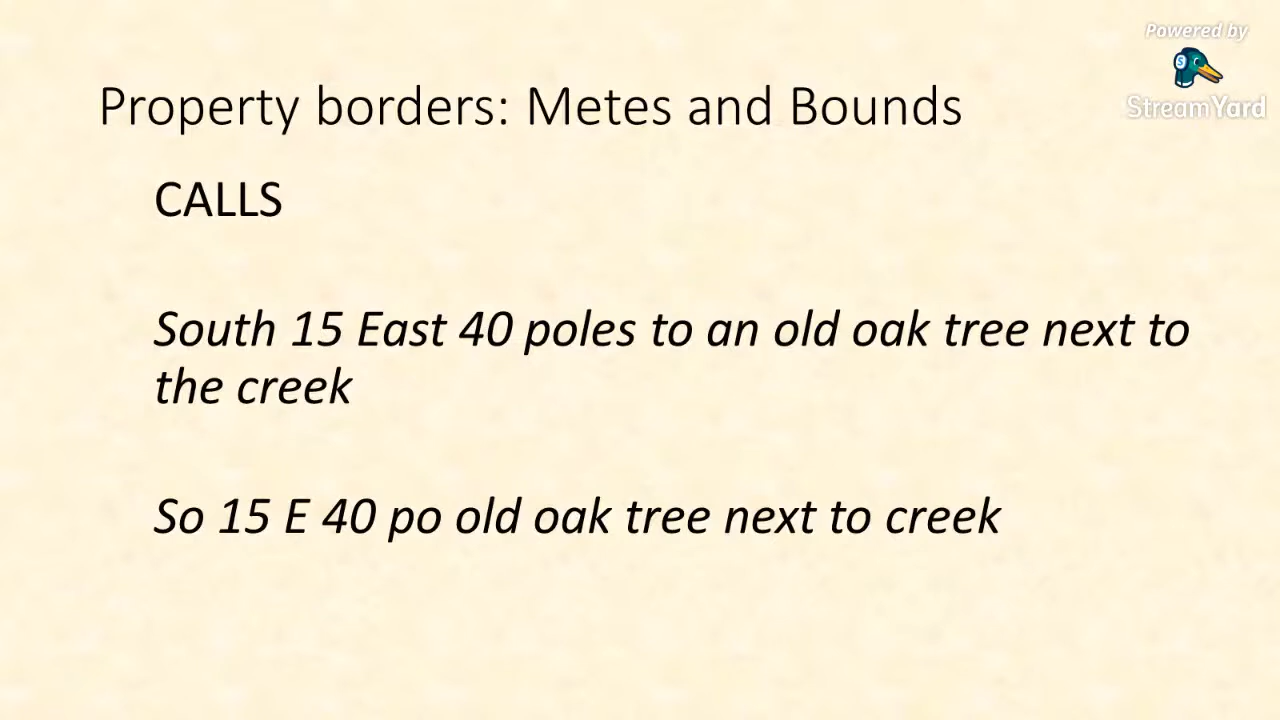 Powered by
StreamYard
Property borders: Metes and Bounds
CALLS
South 15 East 40 poles to an old oak tree next to
the creek
So 15 E 40 po old oak tree next to creek